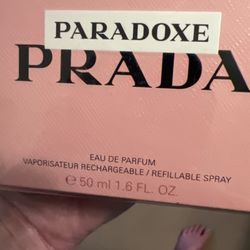 PARADOXE
PRADA
EAU DE PARFUM
VAPORISATEUR RECHARGEABLE / REFILLABLE SPRAY
℮ 50 ml 1.6 FL. OZ.